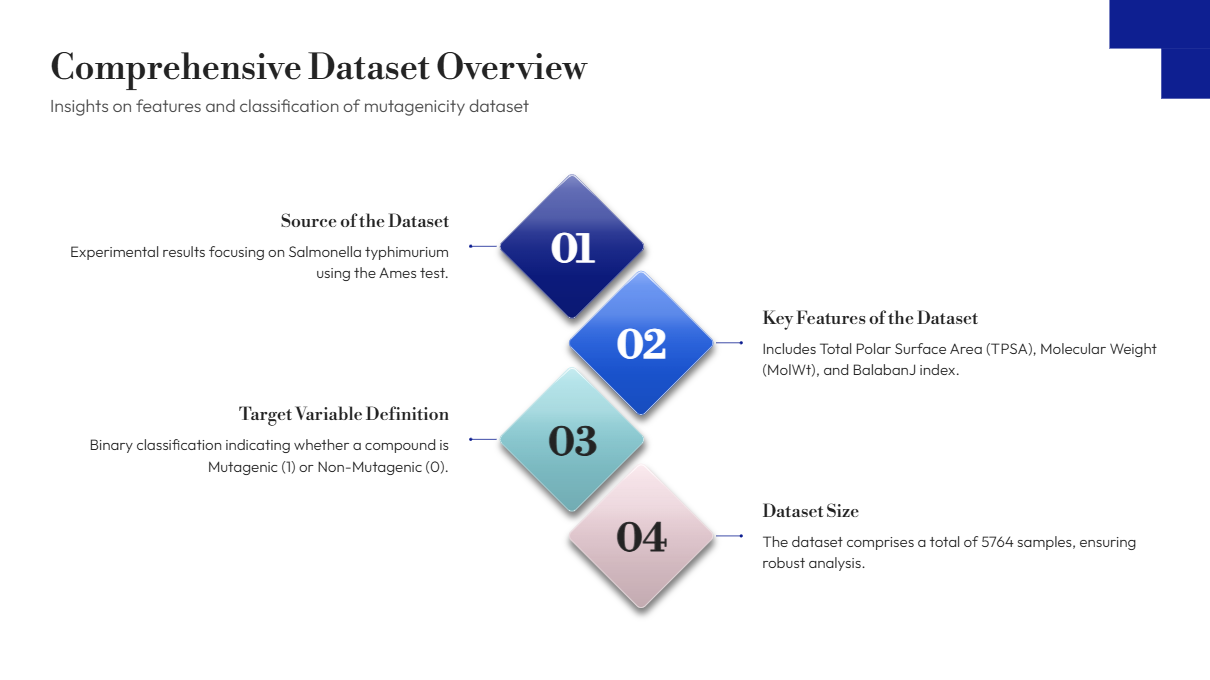 Comprehensive Dataset Overview
Insights on features and classification of mutagenicity dataset
01
Source of the Dataset
Experimental results focusing on Salmonella typhimurium
using the Ames test.
02
Key Features of the Dataset
Includes Total Polar Surface Area (TPSA), Molecular Weight
(MolWt), and BalabanJ index.
03
Target Variable Definition
Binary classification indicating whether a compound is
Mutagenic (1) or Non-Mutagenic (0).
04
Dataset Size
The dataset comprises a total of 5764 samples, ensuring
robust analysis.